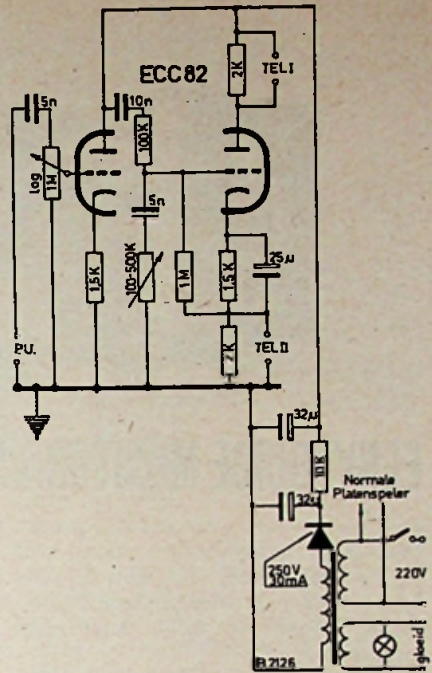 ECC82
2K
TEL I
5n
10n
100K
log
1M
5n
1,5K
100-500K
1M
1,5K
25µ
P.U.
2K
TEL II
32µ
10K
Normale
Platenspeler
32µ
250V
30mA
220V
gloeid